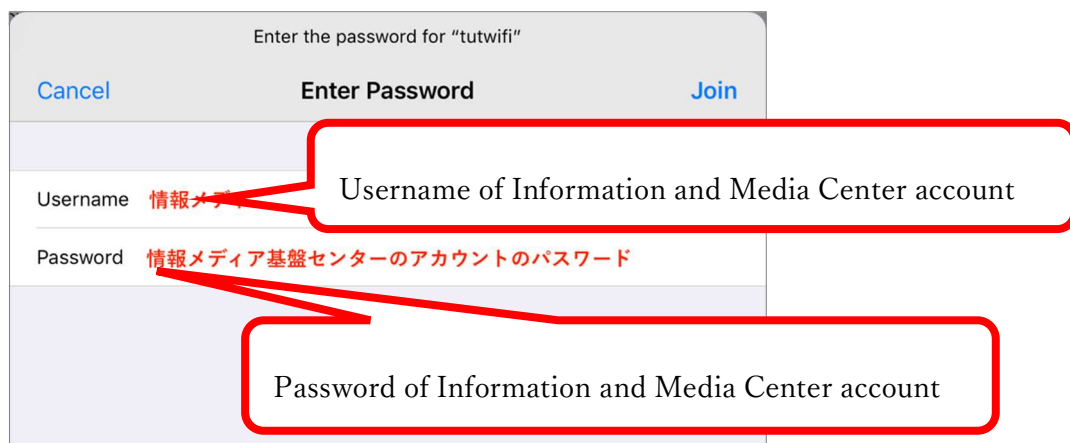 Enter the password for “tutwifi”
Cancel Enter Password Join
Username 情報メディ
Username of Information and Media Center account
Password 情報メディア基盤センターのアカウントのパスワード
Password of Information and Media Center account